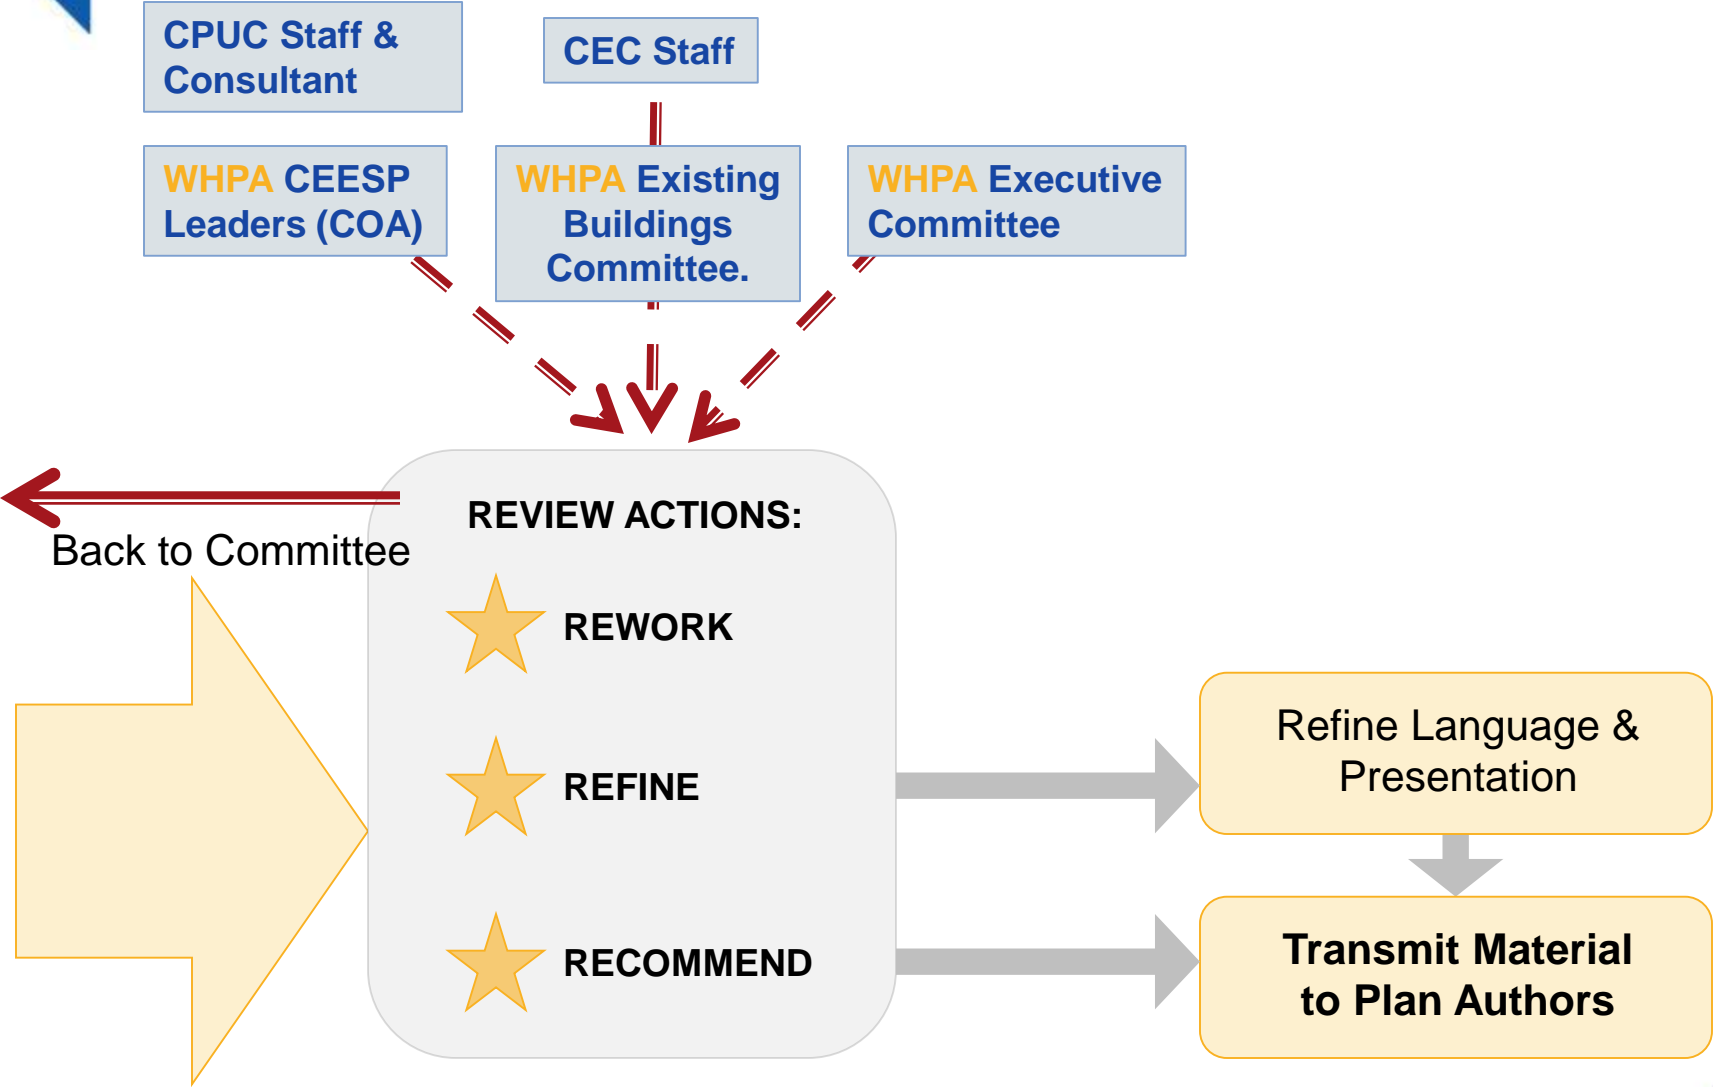 CPUC Staff &
Consultant
CEC Staff
WHPA CEESP
Leaders (COA)
WHPA Existing
Buildings
Committee.
WHPA Executive
Committee
Back to Committee
REVIEW ACTIONS:
REWORK
REFINE
RECOMMEND
Refine Language &
Presentation
Transmit Material
to Plan Authors